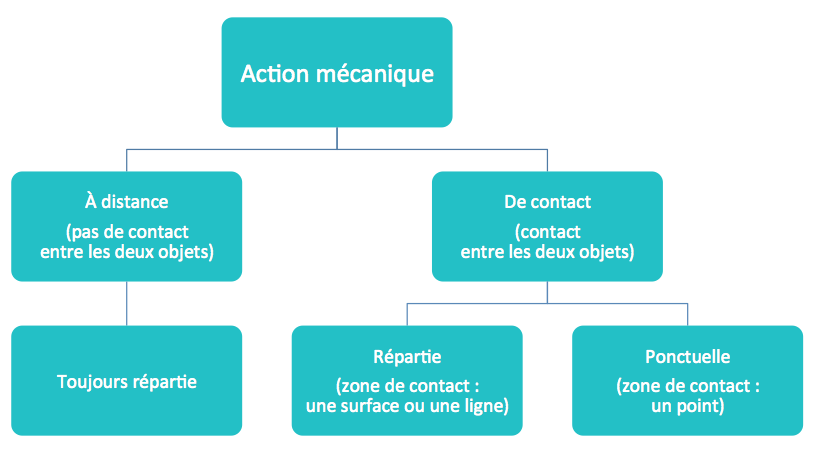 Action mécanique
À distance
(pas de contact
entre les deux objets)
De contact
(contact
entre les deux objets)
Toujours répartie
Répartie
(zone de contact :
une surface ou une ligne)
Ponctuelle
(zone de contact :
un point)